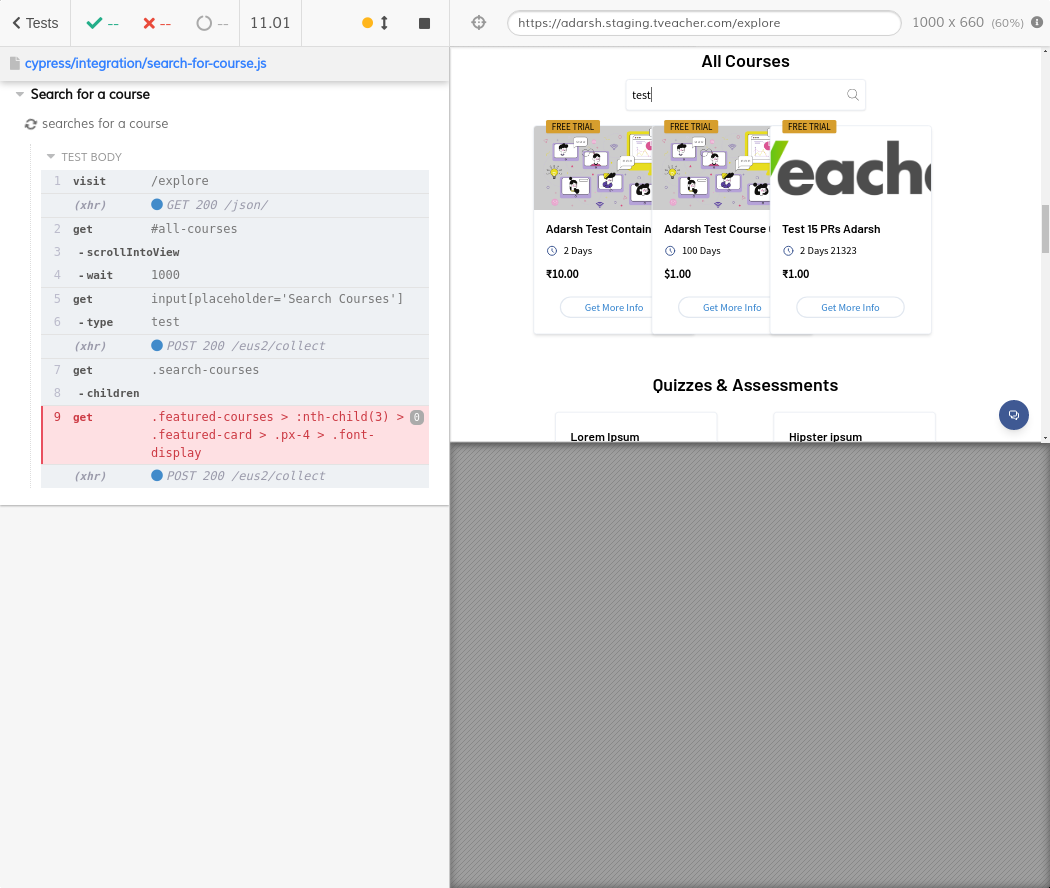 Tests
--
--
--
11.01
https://adarsh.staging.tveacher.com/explore
1000 x 660 (60%)
cypress/integration/search-for-course.js
Search for a course
searches for a course
TEST BODY
1 visit /explore
(xhr) GET 200 /json/
2 get #all-courses
3 -scrollIntoView
4 -wait 1000
5 get input[placeholder='Search Courses']
6 -type test
(xhr) POST 200 /eus2/collect
7 get .search-courses
8 -children
9 get .featured-courses > :nth-child(3) > 0
.featured-card > .px-4 > .font-
display
(xhr) POST 200 /eus2/collect
All Courses
test
FREE TRIAL FREE TRIAL FREE TRIAL
Veache
Adarsh Test Contain Adarsh Test Course Test 15 PRs Adarsh
2 Days 100 Days 2 Days 21323
₹10.00 $1.00 ₹1.00
Get More Info Get More Info Get More Info
Quizzes & Assessments
Lorem Ipsum Hipster ipsum